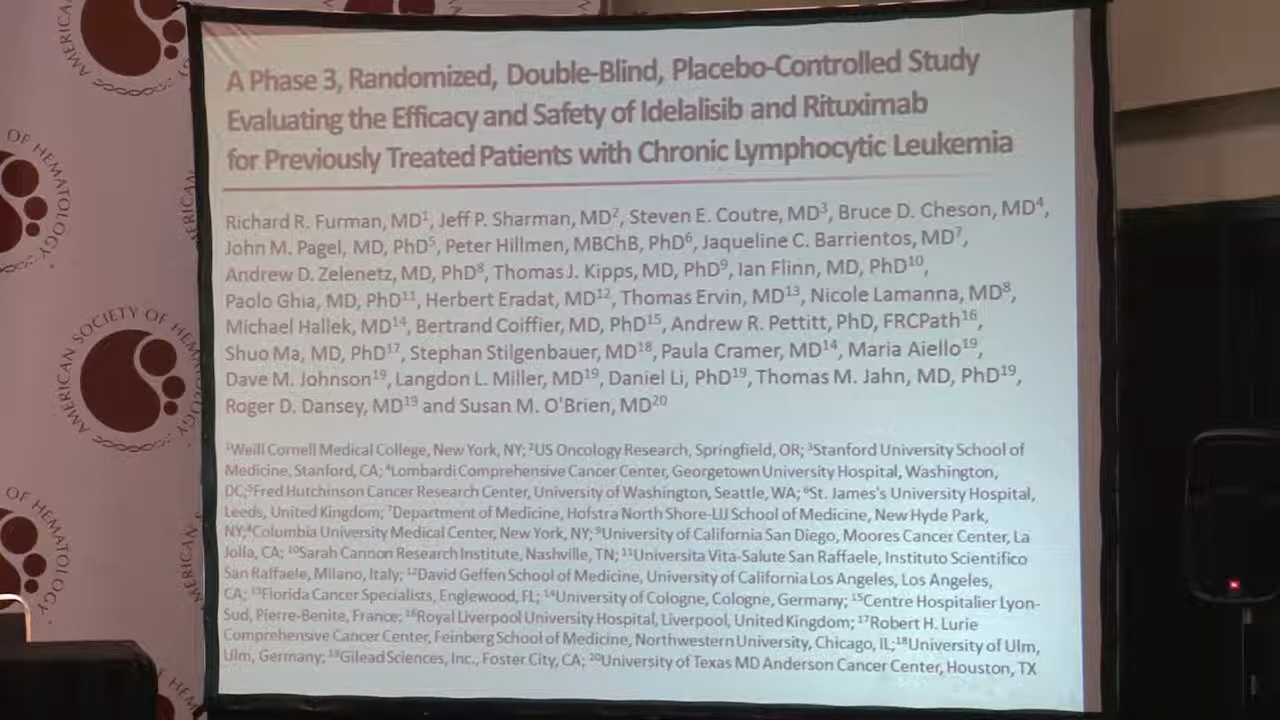 A Phase 3, Randomized, Double-Blind, Placebo-Controlled Study
Evaluating the Efficacy and Safety of Idelalisib and Rituximab
for Previously Treated Patients with Chronic Lymphocytic Leukemia
Richard R. Furman, MD¹, Jeff P. Sharman, MD², Steven E. Coutre, MD³, Bruce D. Cheson, MD⁴,
John M. Pagel, MD, PhD⁵, Peter Hillmen, MBChB, PhD⁶, Jaqueline C. Barrientos, MD⁷,
Andrew D. Zelenetz, MD, PhD⁸, Thomas J. Kipps, MD, PhD⁹, Ian Flinn, MD, PhD¹⁰,
Paolo Ghia, MD, PhD¹¹, Herbert Eradat, MD¹², Thomas Ervin, MD¹³, Nicole Lamanna, MD⁸,
Michael Hallek, MD¹⁴, Bertrand Coiffier, MD, PhD¹⁵, Andrew R. Pettitt, PhD, FRCPath¹⁶,
Shuo Ma, MD, PhD¹⁷, Stephan Stilgenbauer, MD¹⁸, Paula Cramer, MD¹⁴, Maria Aiello¹⁹,
Dave M. Johnson¹⁹, Langdon L. Miller, MD¹⁹, Daniel Li, PhD¹⁹, Thomas M. Jahn, MD, PhD¹⁹,
Roger D. Dansey, MD¹⁹ and Susan M. O'Brien, MD²⁰
¹Weill Cornell Medical College, New York, NY; ²US Oncology Research, Springfield, OR; ³Stanford University School of
Medicine, Stanford, CA; ⁴Lombardi Comprehensive Cancer Center, Georgetown University Hospital, Washington,
DC;⁵Fred Hutchinson Cancer Research Center, University of Washington, Seattle, WA; ⁶St. James's University Hospital,
Leeds, United Kingdom; ⁷Department of Medicine, Hofstra North Shore-LIJ School of Medicine, New Hyde Park,
NY;⁸Columbia University Medical Center, New York, NY; ⁹University of California San Diego, Moores Cancer Center, La
Jolla, CA; ¹⁰Sarah Cannon Research Institute, Nashville, TN; ¹¹Universita Vita-Salute San Raffaele, Instituto Scientifico
San Raffaele, Milano, Italy; ¹²David Geffen School of Medicine, University of California Los Angeles, Los Angeles,
CA; ¹³Florida Cancer Specialists, Englewood, FL; ¹⁴University of Cologne, Cologne, Germany; ¹⁵Centre Hospitalier Lyon-
Sud, Pierre-Benite, France; ¹⁶Royal Liverpool University Hospital, Liverpool, United Kingdom; ¹⁷Robert H. Lurie
Comprehensive Cancer Center, Feinberg School of Medicine, Northwestern University, Chicago, IL;¹⁸University of Ulm,
Ulm, Germany; ¹⁹Gilead Sciences, Inc., Foster City, CA; ²⁰University of Texas MD Anderson Cancer Center, Houston, TX
AMERICAN
OF HEMATOLOGY
AMERICAN SOCIETY OF HEMATOLOGY
OF HEMATOLOGY
AMERICAN